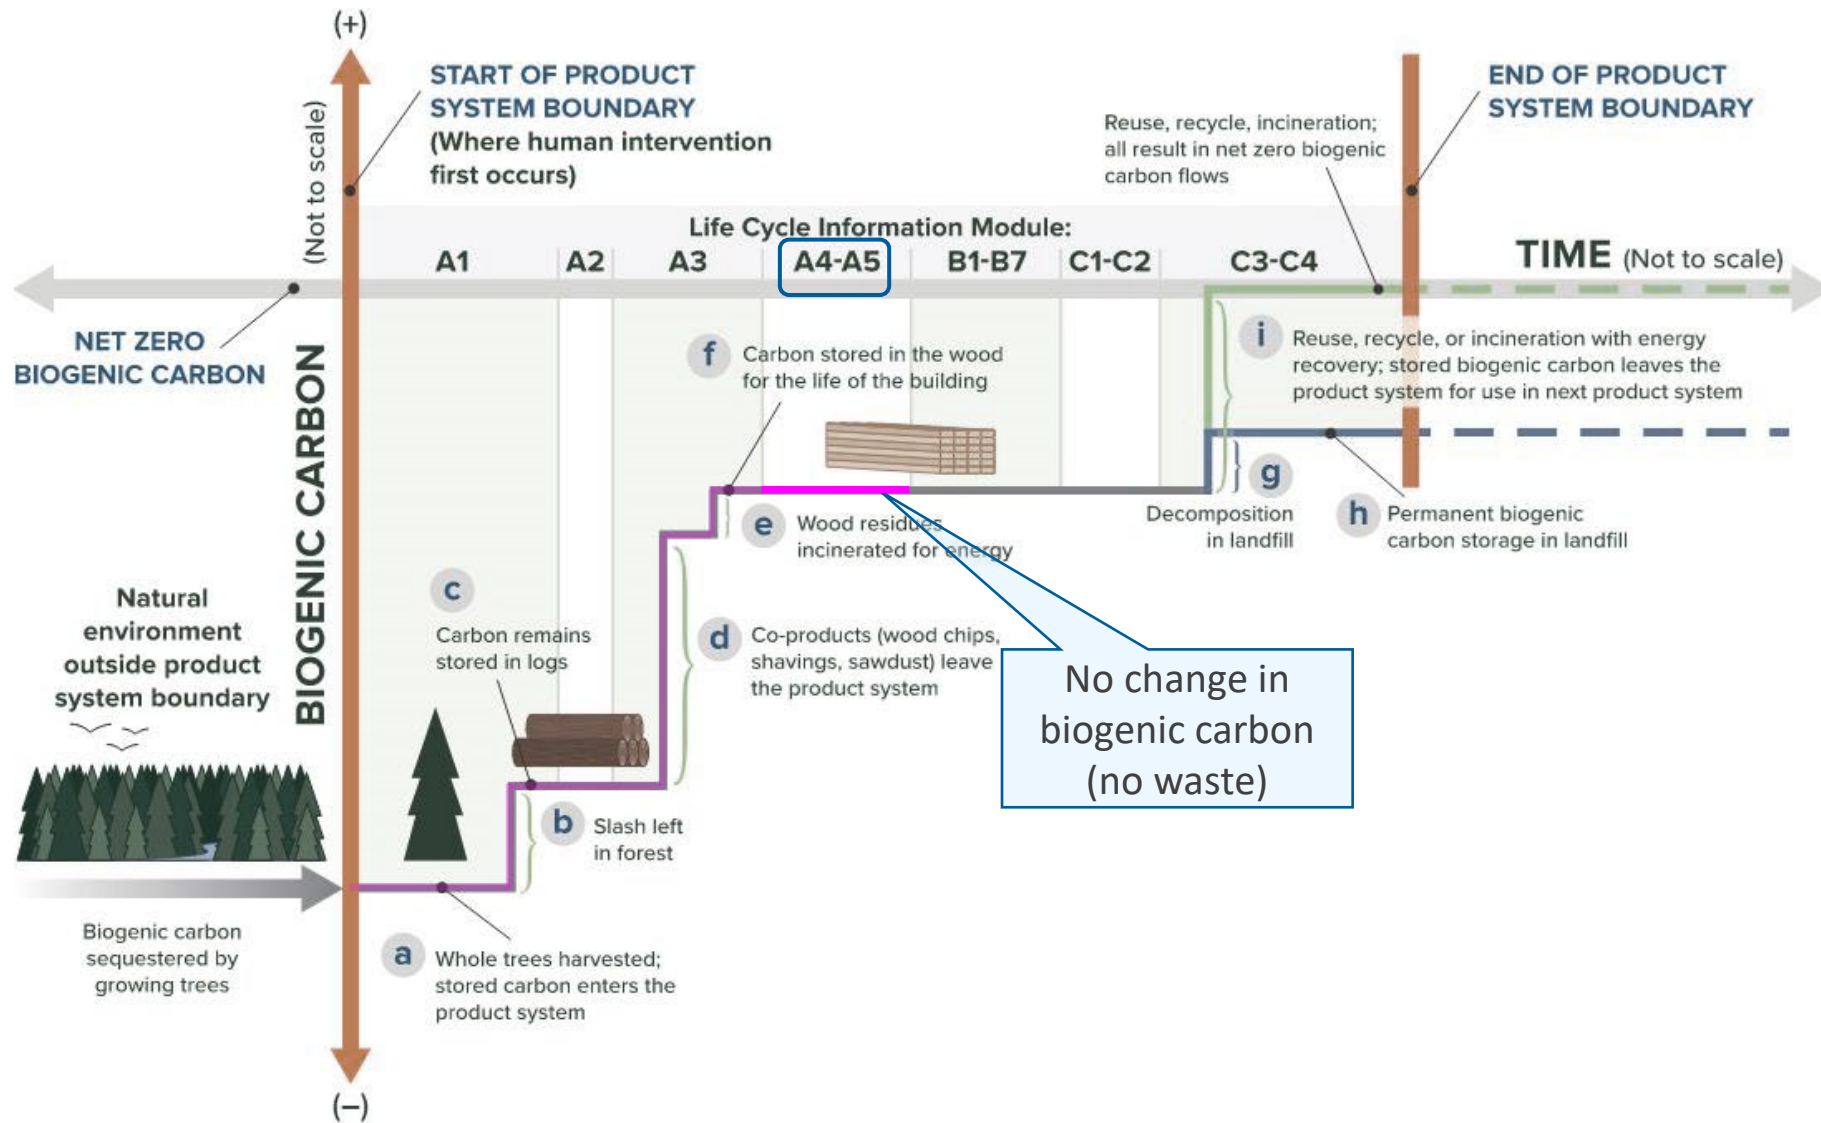 (+)
START OF PRODUCT
SYSTEM BOUNDARY
(Where human intervention
first occurs)
(Not to scale)
Reuse, recycle, incineration;
all result in net zero biogenic
carbon flows
END OF PRODUCT
SYSTEM BOUNDARY
Life Cycle Information Module:
A1
A2
A3
A4-A5
B1-B7
C1-C2
C3-C4
TIME (Not to scale)
NET ZERO
BIOGENIC CARBON
BIOGENIC CARBON
f
Carbon stored in the wood
for the life of the building
i
Reuse, recycle, or incineration with energy
recovery; stored biogenic carbon leaves the
product system for use in next product system
e
Wood residues
incinerated for energy
g
Decomposition
in landfill
h
Permanent biogenic
carbon storage in landfill
Natural
environment
outside product
system boundary
c
Carbon remains
stored in logs
d
Co-products (wood chips,
shavings, sawdust) leave
the product system
No change in
biogenic carbon
(no waste)
b
Slash left
in forest
Biogenic carbon
sequestered by
growing trees
a
Whole trees harvested;
stored carbon enters the
product system
(–)